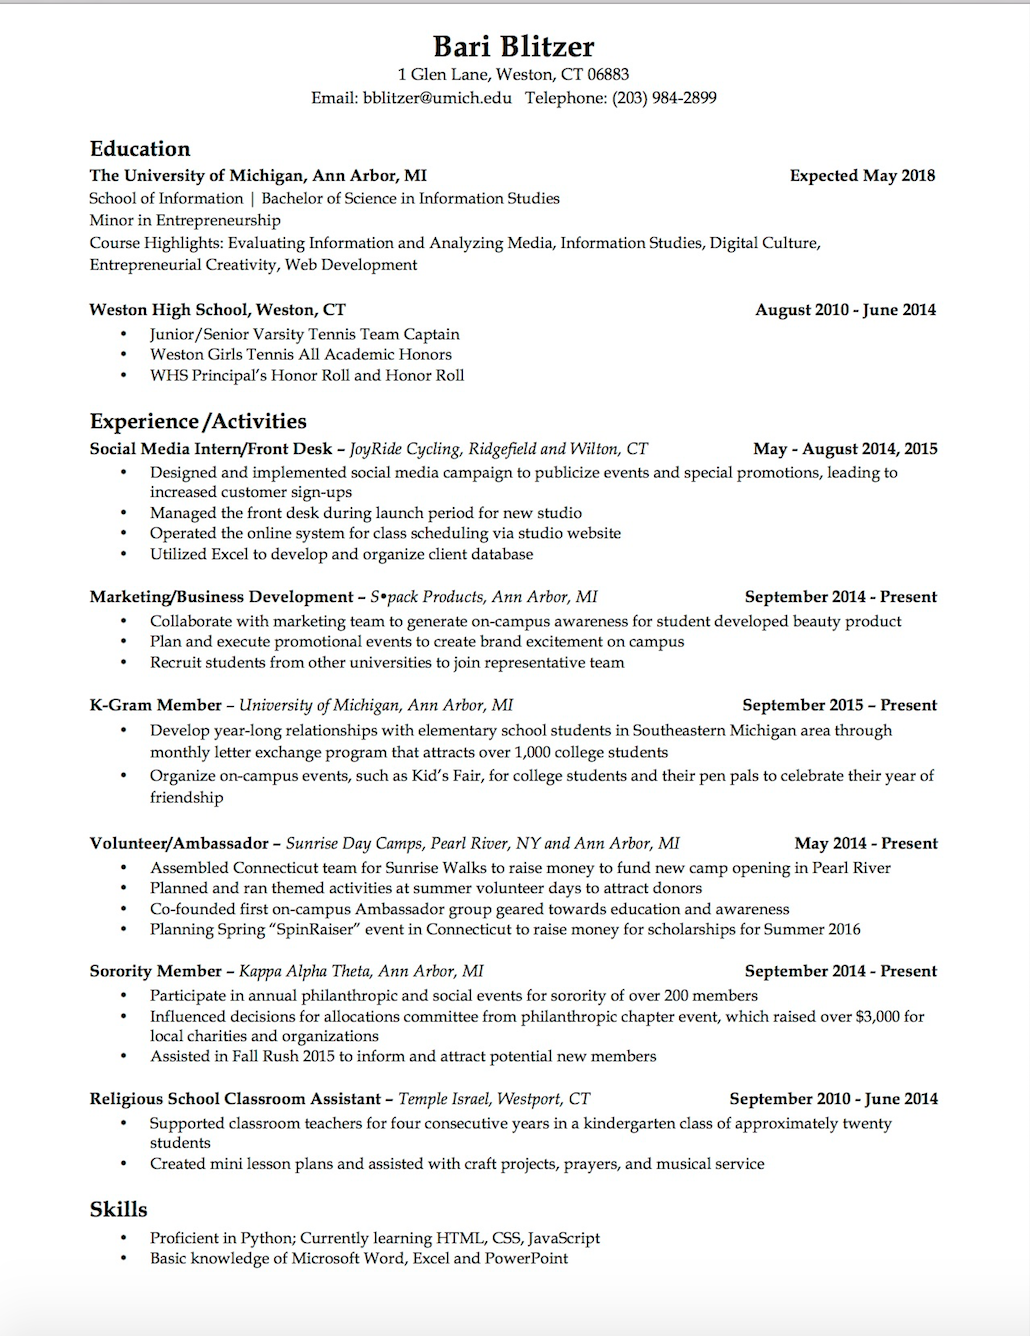 Bari Blitzer
1 Glen Lane, Weston, CT 06883
Email: bblitzer@umich.edu Telephone: (203) 984-2899
Education
The University of Michigan, Ann Arbor, MI Expected May 2018
School of Information | Bachelor of Science in Information Studies
Minor in Entrepreneurship
Course Highlights: Evaluating Information and Analyzing Media, Information Studies, Digital Culture,
Entrepreneurial Creativity, Web Development
Weston High School, Weston, CT August 2010 - June 2014
• Junior/Senior Varsity Tennis Team Captain
• Weston Girls Tennis All Academic Honors
• WHS Principal's Honor Roll and Honor Roll
Experience/Activities
Social Media Intern/Front Desk – JoyRide Cycling, Ridgefield and Wilton, CT May - August 2014, 2015
• Designed and implemented social media campaign to publicize events and special promotions, leading to
increased customer sign-ups
• Managed the front desk during launch period for new studio
• Operated the online system for class scheduling via studio website
• Utilized Excel to develop and organize client database
Marketing/Business Development – S•pack Products, Ann Arbor, MI September 2014 - Present
• Collaborate with marketing team to generate on-campus awareness for student developed beauty product
• Plan and execute promotional events to create brand excitement on campus
• Recruit students from other universities to join representative team
K-Gram Member – University of Michigan, Ann Arbor, MI September 2015 – Present
• Develop year-long relationships with elementary school students in Southeastern Michigan area through
monthly letter exchange program that attracts over 1,000 college students
• Organize on-campus events, such as Kid's Fair, for college students and their pen pals to celebrate their year of
friendship
Volunteer/Ambassador – Sunrise Day Camps, Pearl River, NY and Ann Arbor, MI May 2014 - Present
• Assembled Connecticut team for Sunrise Walks to raise money to fund new camp opening in Pearl River
• Planned and ran themed activities at summer volunteer days to attract donors
• Co-founded first on-campus Ambassador group geared towards education and awareness
• Planning Spring "SpinRaiser" event in Connecticut to raise money for scholarships for Summer 2016
Sorority Member – Kappa Alpha Theta, Ann Arbor, MI September 2014 - Present
• Participate in annual philanthropic and social events for sorority of over 200 members
• Influenced decisions for allocations committee from philanthropic chapter event, which raised over $3,000 for
local charities and organizations
• Assisted in Fall Rush 2015 to inform and attract potential new members
Religious School Classroom Assistant – Temple Israel, Westport, CT September 2010 - June 2014
• Supported classroom teachers for four consecutive years in a kindergarten class of approximately twenty
students
• Created mini lesson plans and assisted with craft projects, prayers, and musical service
Skills
• Proficient in Python; Currently learning HTML, CSS, JavaScript
• Basic knowledge of Microsoft Word, Excel and PowerPoint